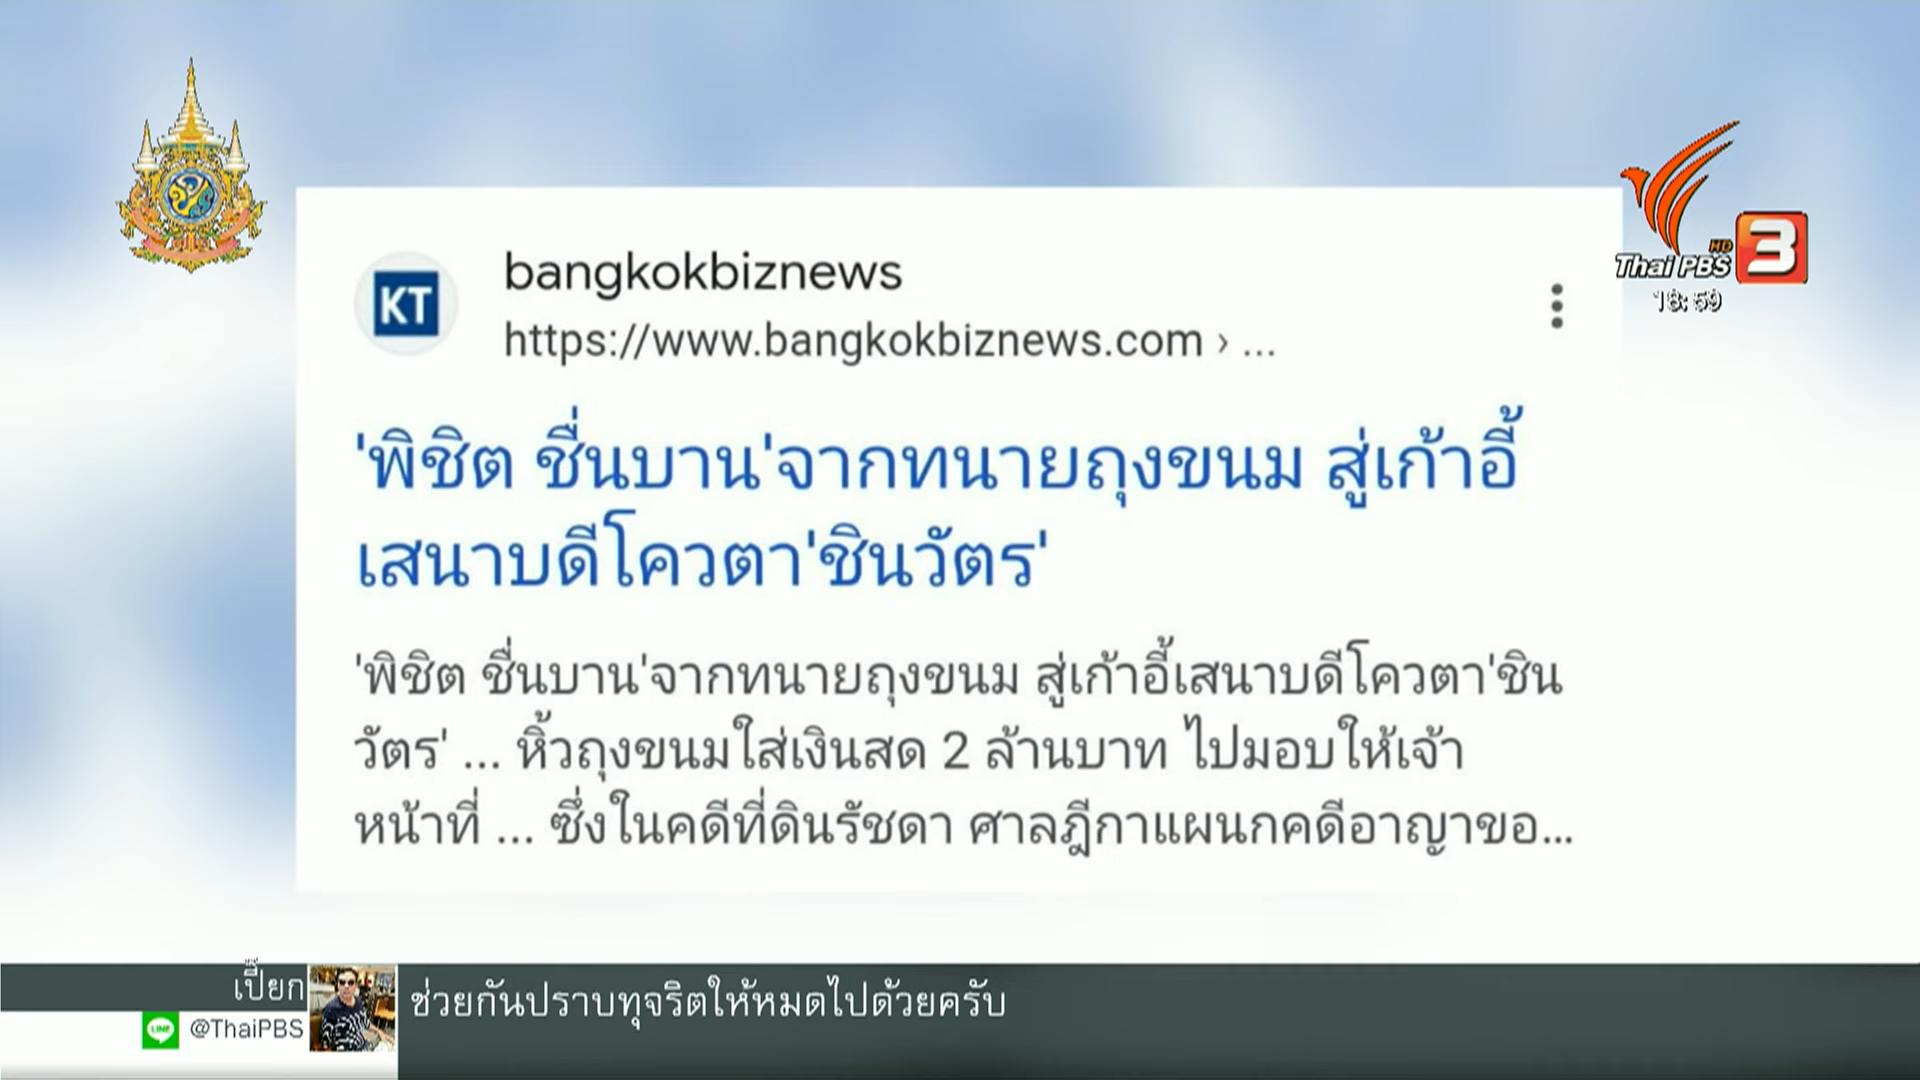 Thai PBS HD 3
18:59
KT
bangkokbiznews
https://www.bangkokbiznews.com › ...
'พิชิต ชื่นบาน'จากทนายถุงขนม สู่เก้าอี้
เสนาบดีโควตา'ชินวัตร'
'พิชิต ชื่นบาน'จากทนายถุงขนม สู่เก้าอี้เสนาบดีโควตา'ชิน
วัตร' ... หิ้วถุงขนมใส่เงินสด 2 ล้านบาท ไปมอบให้เจ้า
หน้าที่ ... ซึ่งในคดีที่ดินรัชดา ศาลฎีกาแผนกคดีอาญาขอ...
เปี๊ยก
LINE @ThaiPBS
ช่วยกันปราบทุจริตให้หมดไปด้วยครับ